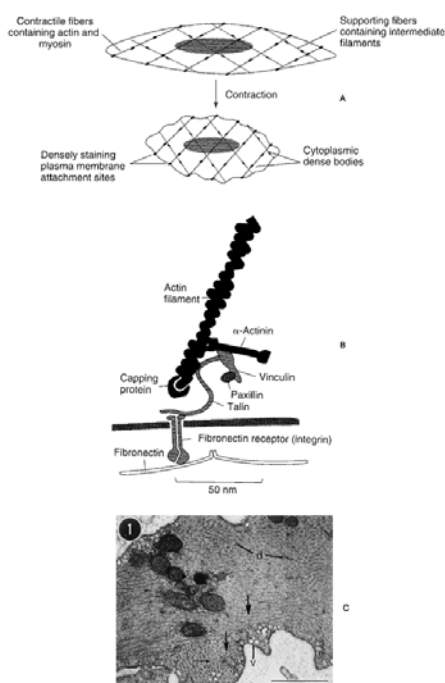 Contractile fibers
containing actin and
myosin
Supporting fibers
containing intermediate
filaments
A
Contraction
Densely staining
plasma membrane
attachment sites
Cytoplasmic
dense bodies
Actin
filament
α-Actinin
B
Capping
protein
Vinculin
Paxillin
Talin
Fibronectin receptor (Integrin)
Fibronectin
50 nm
1
d
C
v